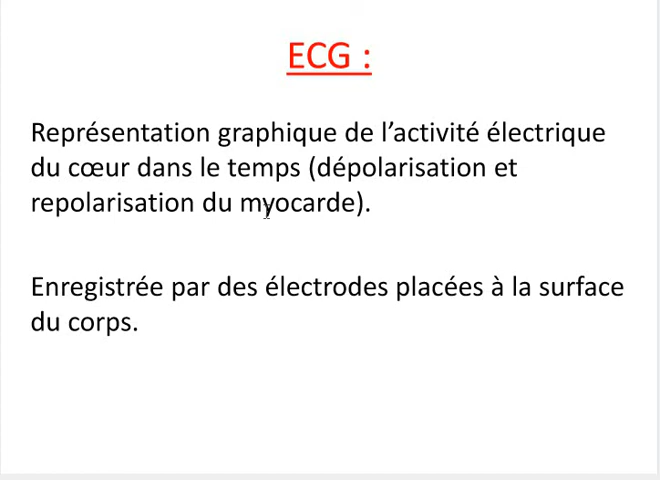 ECG :
Représentation graphique de l’activité électrique
du cœur dans le temps (dépolarisation et
repolarisation du myocarde).
Enregistrée par des électrodes placées à la surface
du corps.